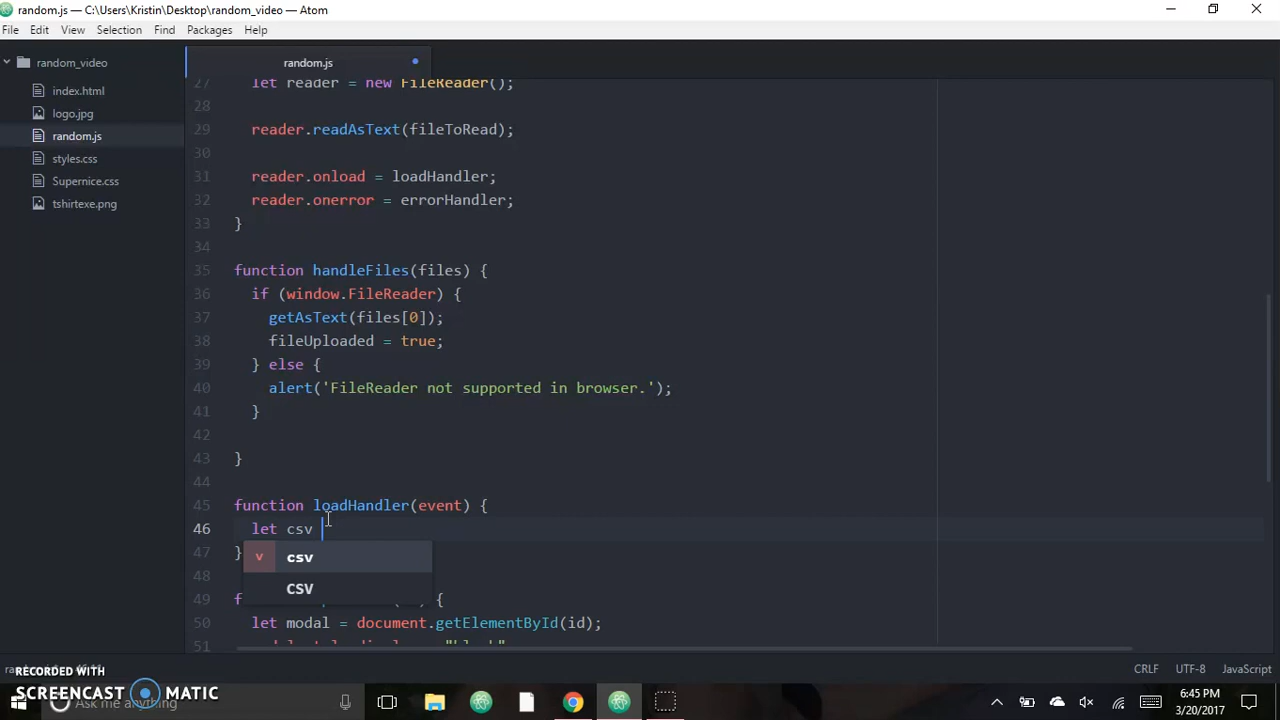 random.js — C:\Users\Kristin\Desktop\random_video — Atom
File Edit View Selection Find Packages Help
random_video
index.html
logo.jpg
random.js
styles.css
Supernice.css
tshirtexe.png
random.js
27 let reader = new FileReader();
28
29 reader.readAsText(fileToRead);
30
31 reader.onload = loadHandler;
32 reader.onerror = errorHandler;
33 }
34
35 function handleFiles(files) {
36 if (window.FileReader) {
37 getAsText(files[0]);
38 fileUploaded = true;
39 } else {
40 alert('FileReader not supported in browser.');
41 }
42
43 }
44
45 function loadHandler(event) {
46 let csv
47 }
v csv
CSV
48
49 {
50 let modal = document.getElementById(id);
51
CRLF UTF-8 JavaScript
RECORDED WITH
SCREENCAST MATIC
Ask me anything
6:45 PM
3/20/2017